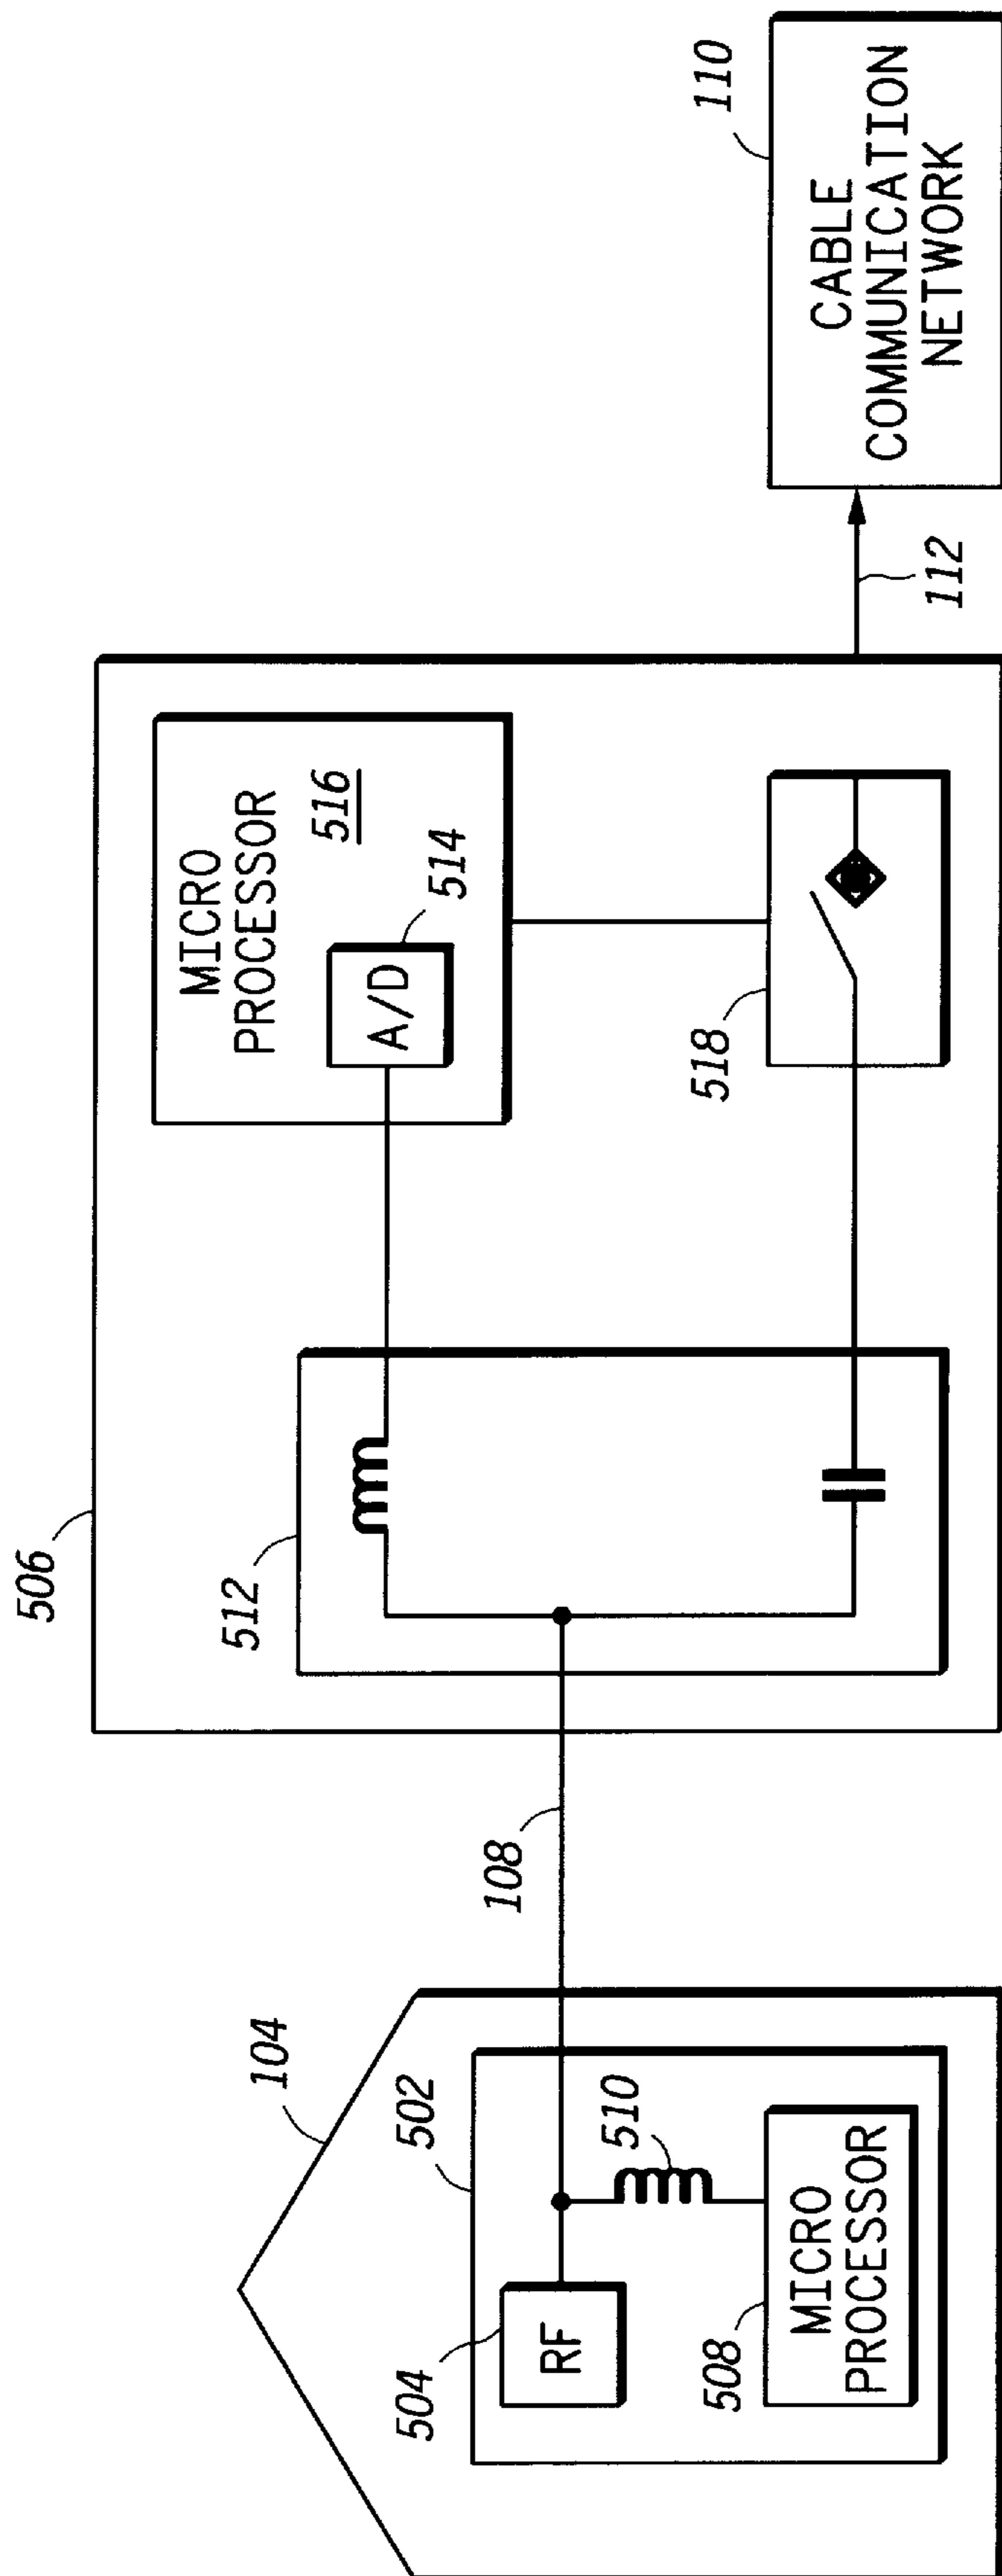 104
502
504
RF
510
508
MICRO
PROCESSOR
108
506
512
MICRO
PROCESSOR
516
514
A/D
518
112
110
CABLE
COMMUNICATION
NETWORK